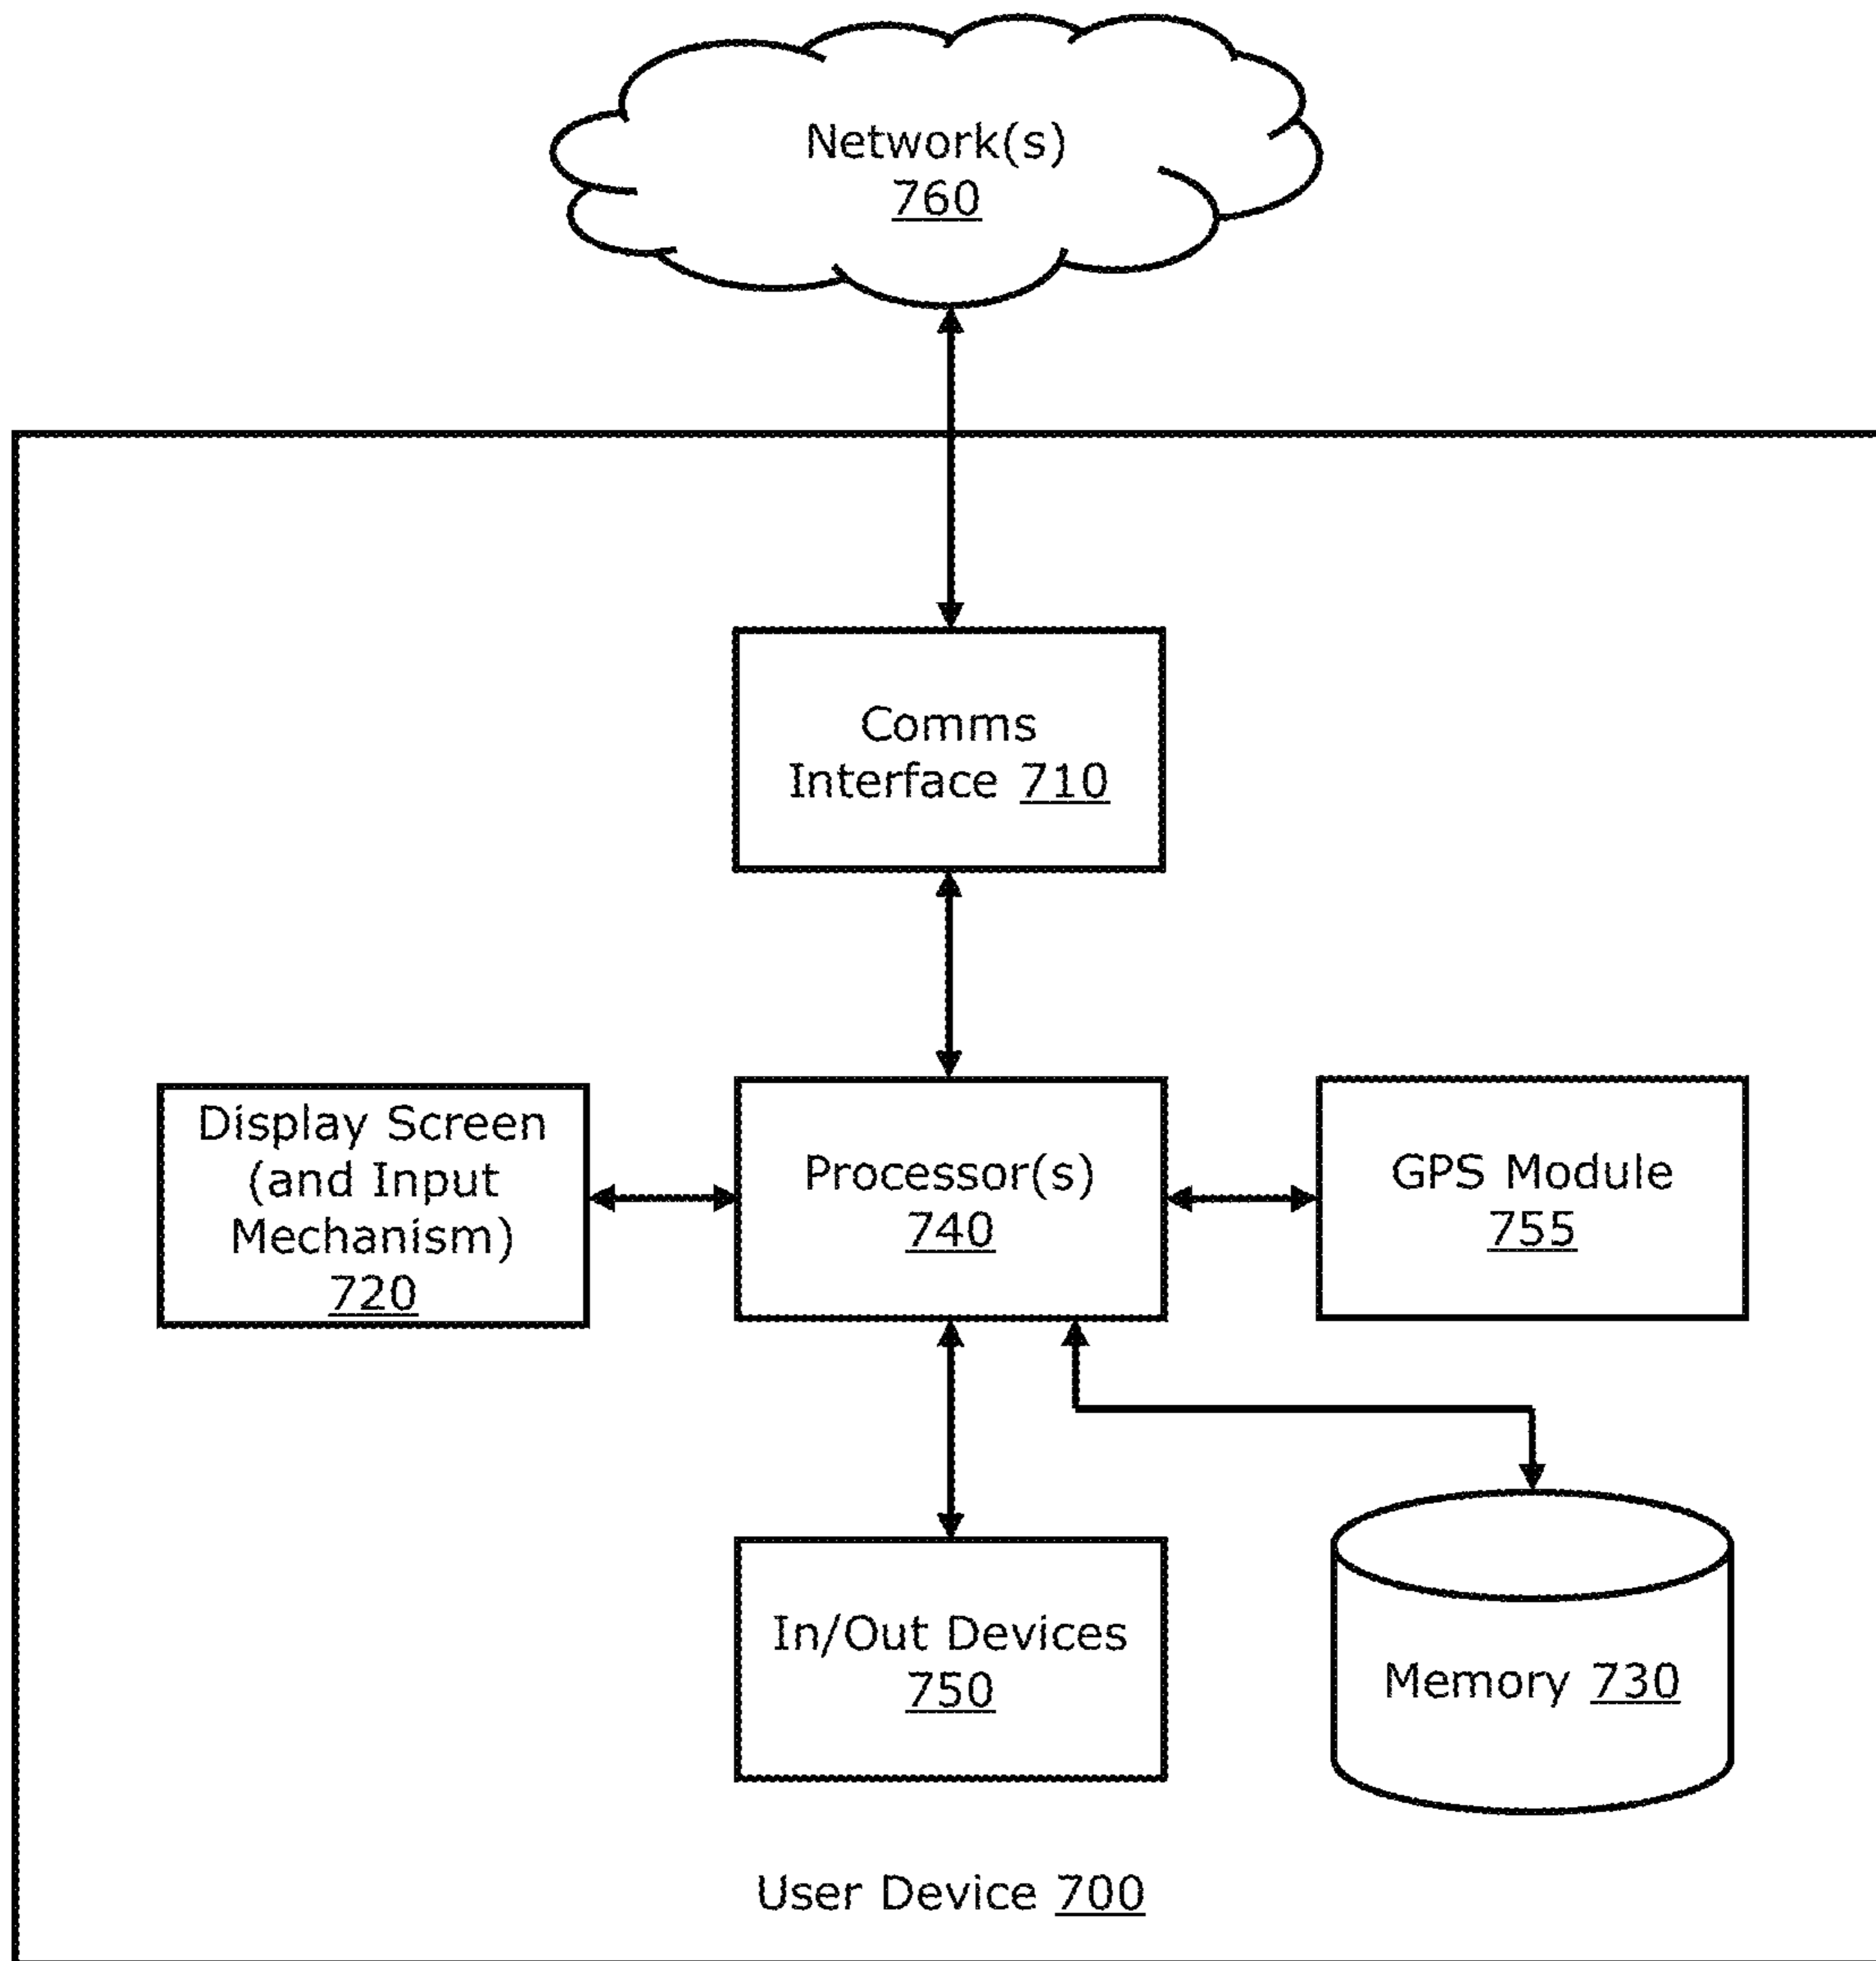 Network(s)
760
Comms
Interface 710
Display Screen
(and Input
Mechanism)
720
Processor(s)
740
GPS Module
755
In/Out Devices
750
Memory 730
User Device 700